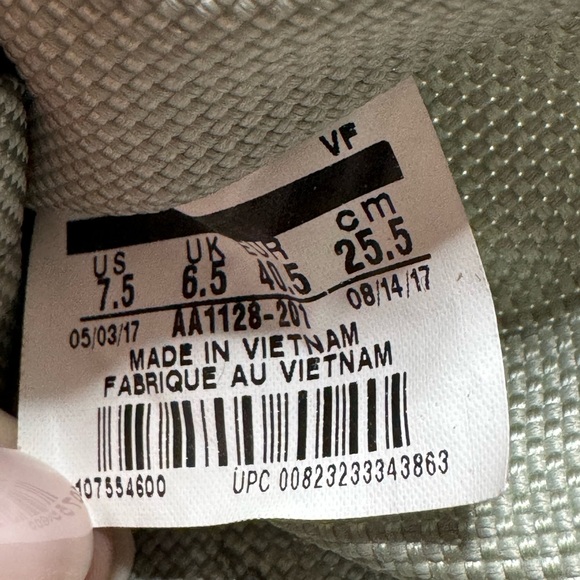 VF
US UK EUR cm
7.5 6.5 40.5 25.5
05/03/17 AA1128-201 08/14/17
MADE IN VIETNAM
FABRIQUE AU VIETNAM
107554600 UPC 00823233343863